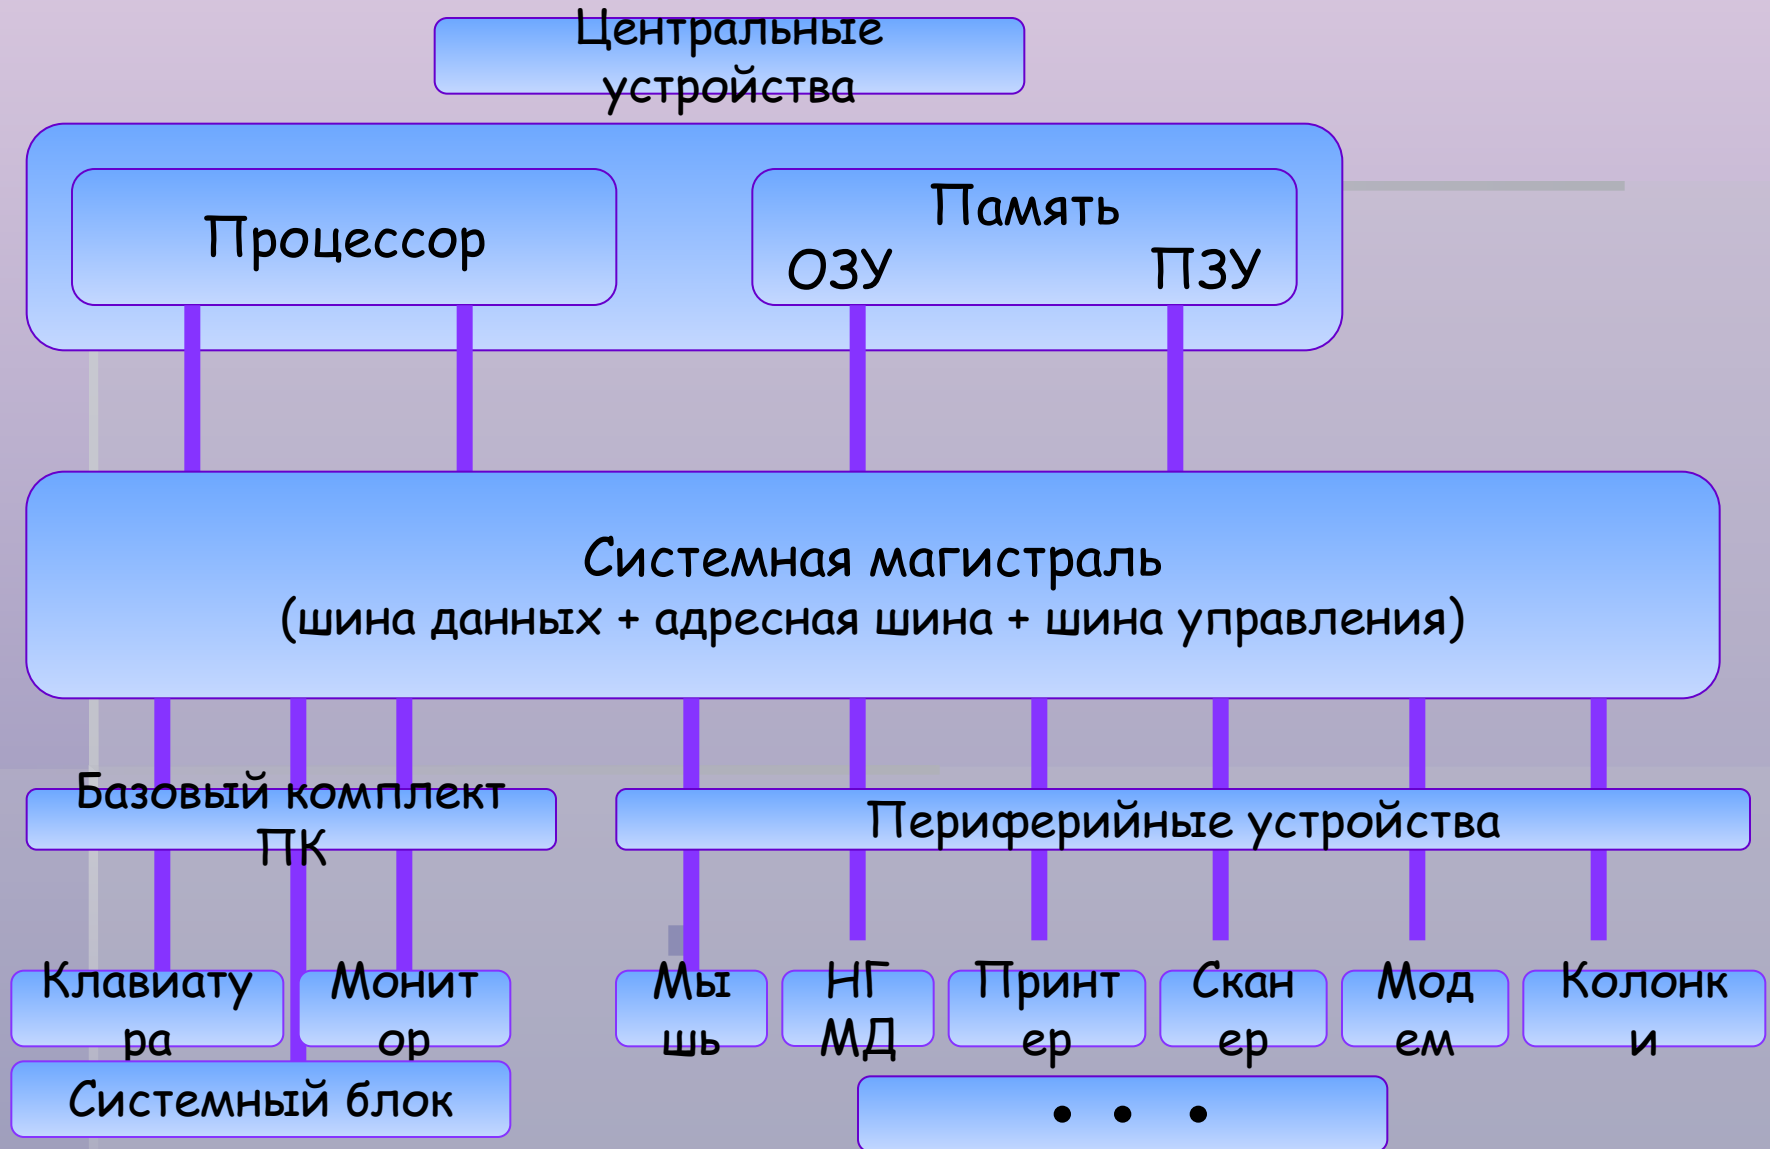 Центральные
устройства
Процессор
Память
ОЗУ ПЗУ
Системная магистраль
(шина данных + адресная шина + шина управления)
Базовый комплект
ПК
Периферийные устройства
Клавиату
ра
Монит
ор
Мы
шь
НГ
МД
Принт
ер
Скан
ер
Мод
ем
Колонк
и
Системный блок
• • •